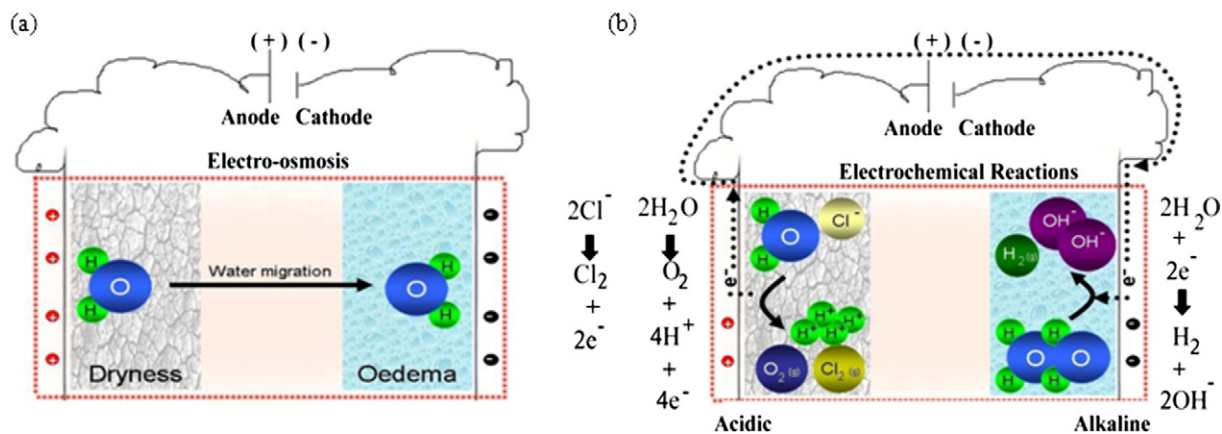 (a)
( + ) ( - )
Anode Cathode
Electro-osmosis
+
+
+
+
-
-
-
-
H
O
H
Water migration
H
O
H
Dryness
Oedema
(b)
( + ) ( - )
Anode Cathode
Electrochemical Reactions
2Cl⁻
Cl₂
+
2e⁻
2H₂O
O₂
+
4H⁺
+
4e⁻
+
+
e⁻
H
O
H
Cl⁻
H⁺
H⁺
H⁺
H⁺
O₂ (g)
Cl₂ (g)
OH⁻
OH⁻
H₂(g)
H
H
O
O
H
H
e⁻
-
-
2H₂O
+
2e⁻
H₂
+
2OH⁻
Acidic
Alkaline